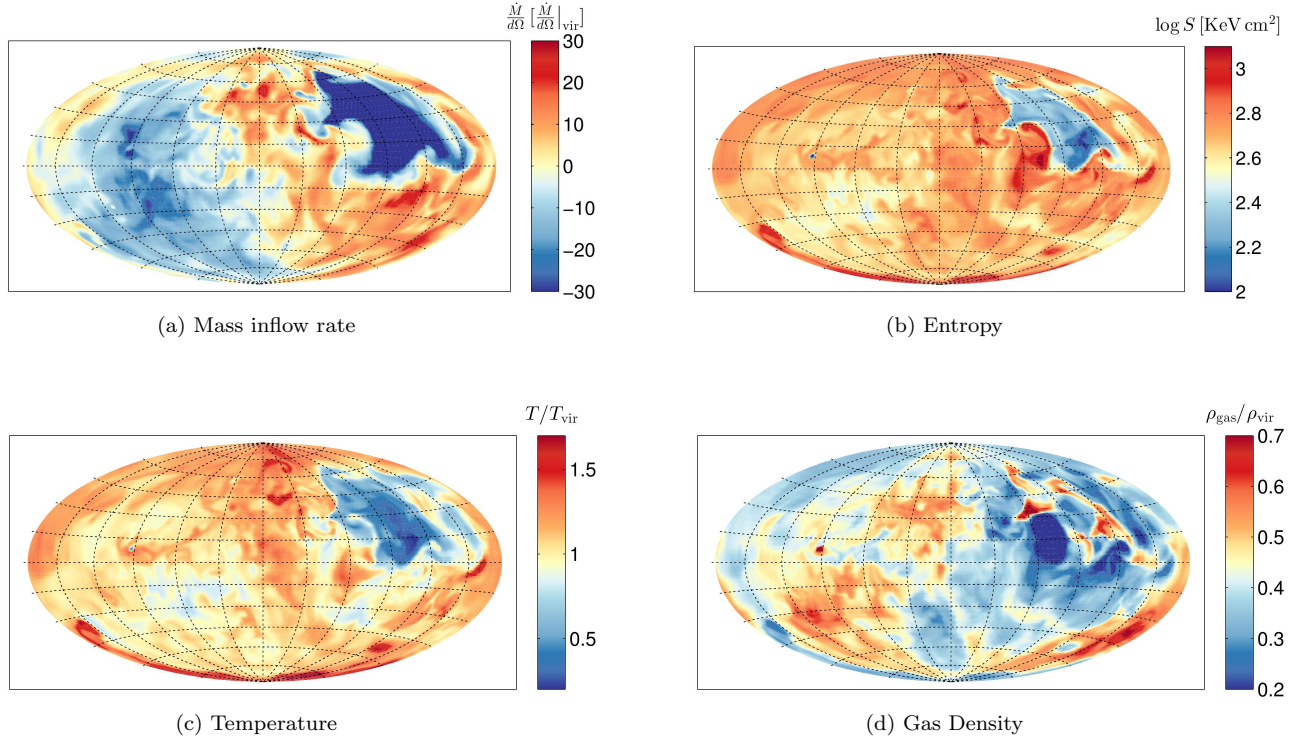 Ṁ/dΩ [Ṁ/dΩ|vir]
30
20
10
0
−10
−20
−30
(a) Mass inflow rate
log S [KeV cm²]
3
2.8
2.6
2.4
2.2
2
(b) Entropy
T/Tvir
1.5
1
0.5
(c) Temperature
ρgas/ρvir
0.7
0.6
0.5
0.4
0.3
0.2
(d) Gas Density